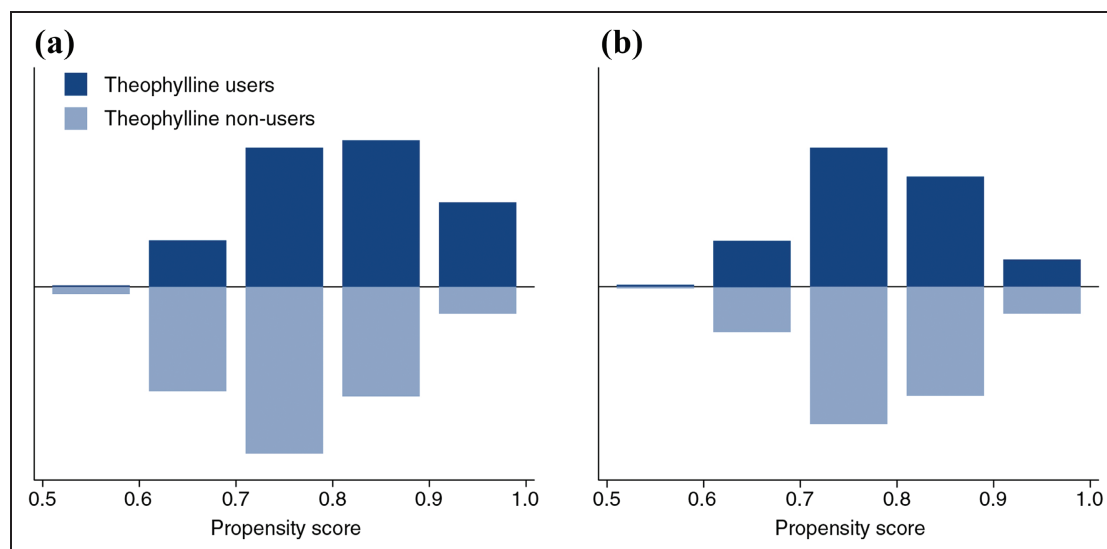 (a)
Theophylline users
Theophylline non-users
0.5 0.6 0.7 0.8 0.9 1.0
Propensity score
(b)
0.5 0.6 0.7 0.8 0.9 1.0
Propensity score